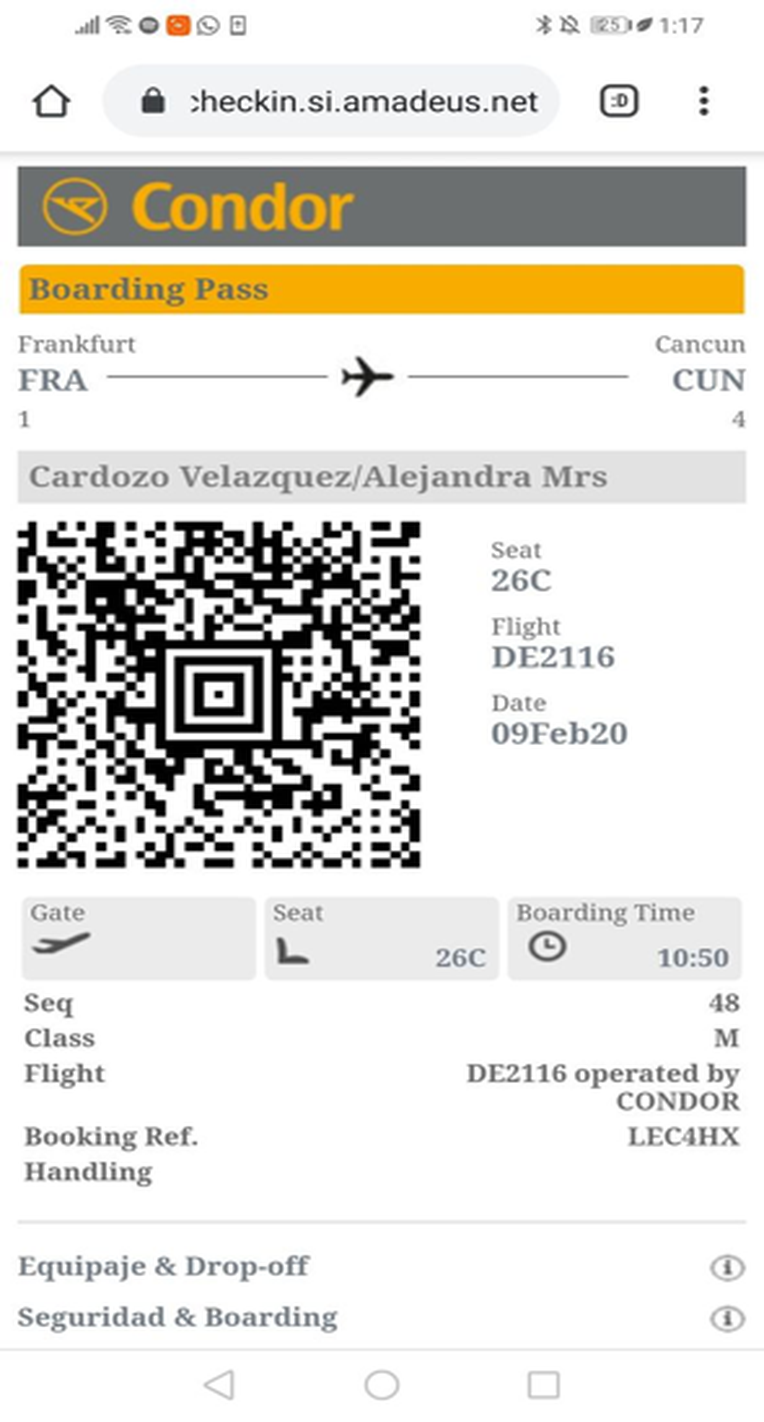 25 1:17
:heckin.si.amadeus.net :D
Condor
Boarding Pass
Frankfurt Cancun
FRA CUN
1 4
Cardozo Velazquez/Alejandra Mrs
Seat
26C
Flight
DE2116
Date
09Feb20
Gate Seat Boarding Time
26C 10:50
Seq 48
Class M
Flight DE2116 operated by
CONDOR
Booking Ref. LEC4HX
Handling
Equipaje & Drop-off
Seguridad & Boarding